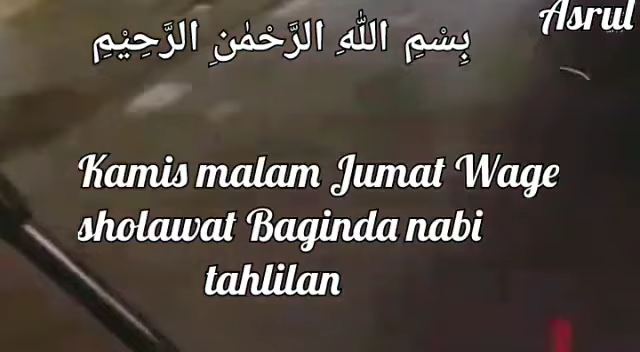 Asrul
بِسْمِ اللّٰهِ الرَّحْمٰنِ الرَّحِيْمِ
Kamis malam Jumat Wage
sholawat Baginda nabi
tahlilan